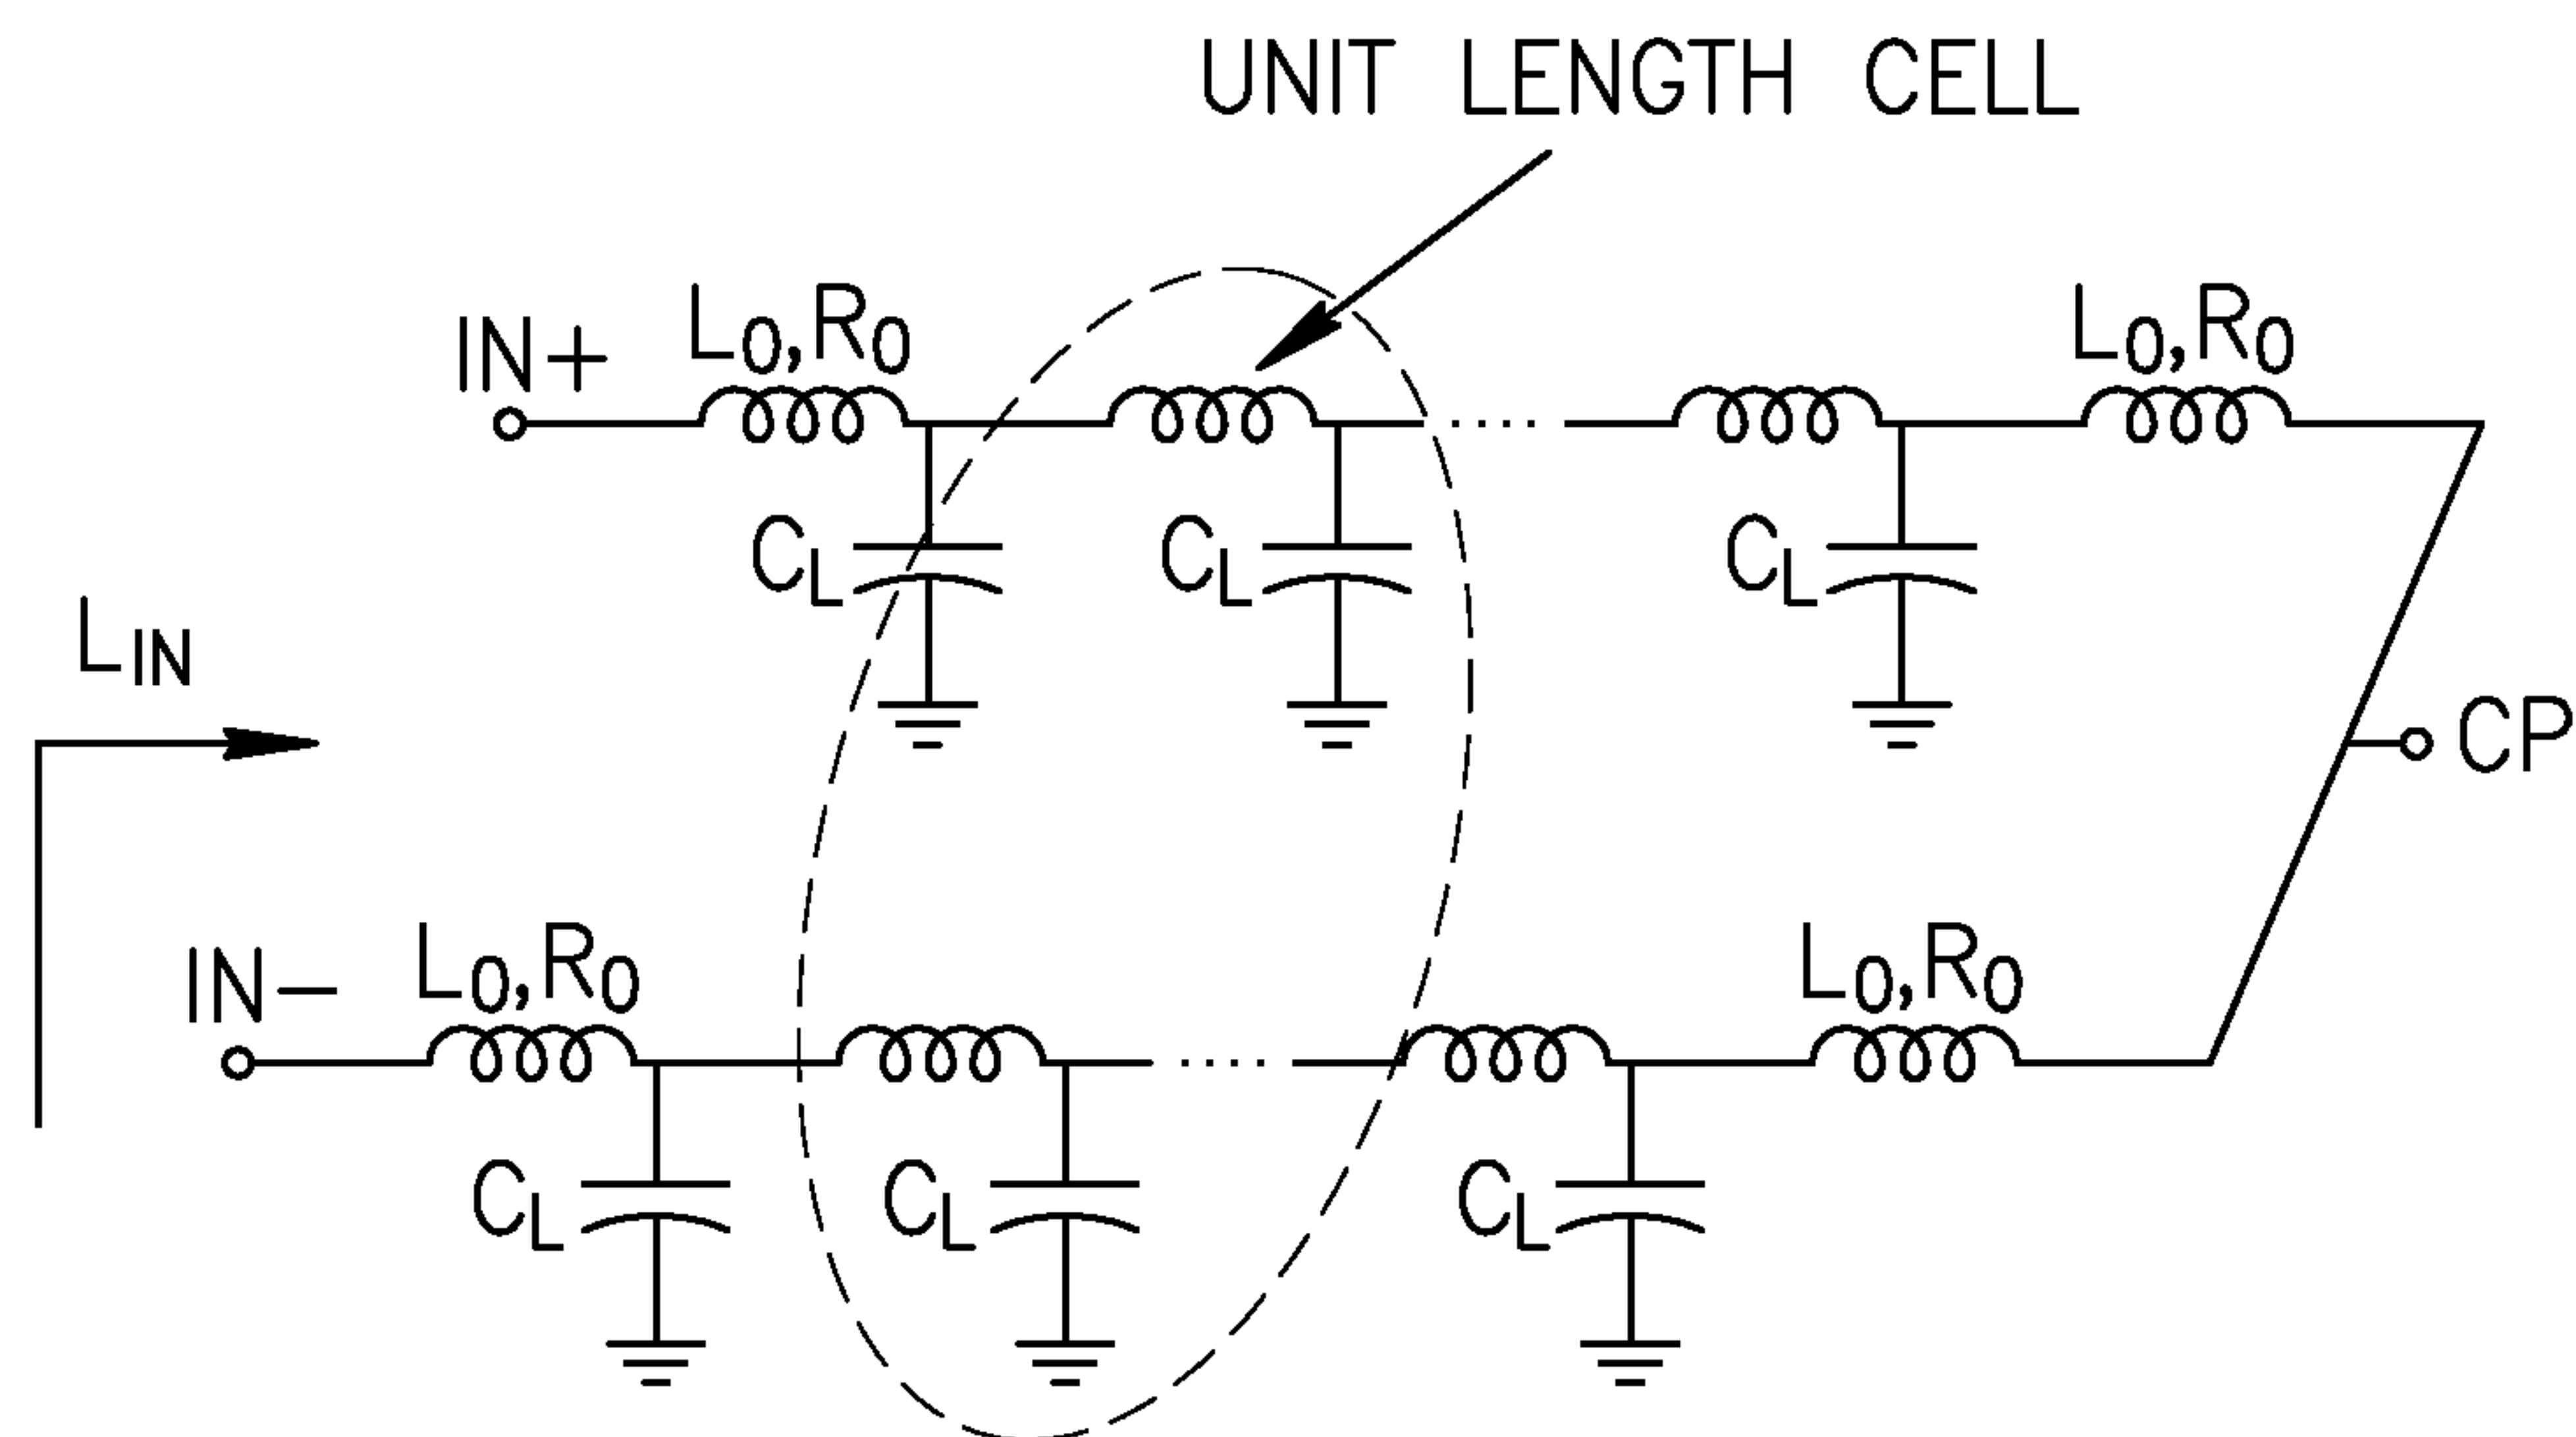 UNIT LENGTH CELL
IN+
L0,R0
L0,R0
CL
CL
CL
LIN
CP
IN−
L0,R0
L0,R0
CL
CL
CL